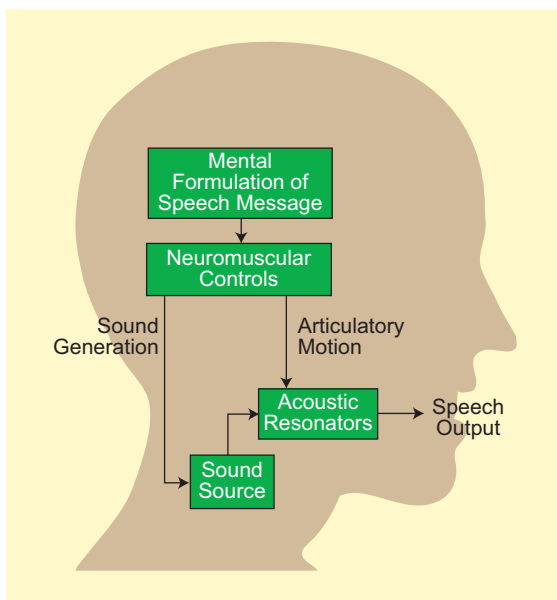 Mental
Formulation of
Speech Message
Neuromuscular
Controls
Sound
Generation
Articulatory
Motion
Acoustic
Resonators
Speech
Output
Sound
Source